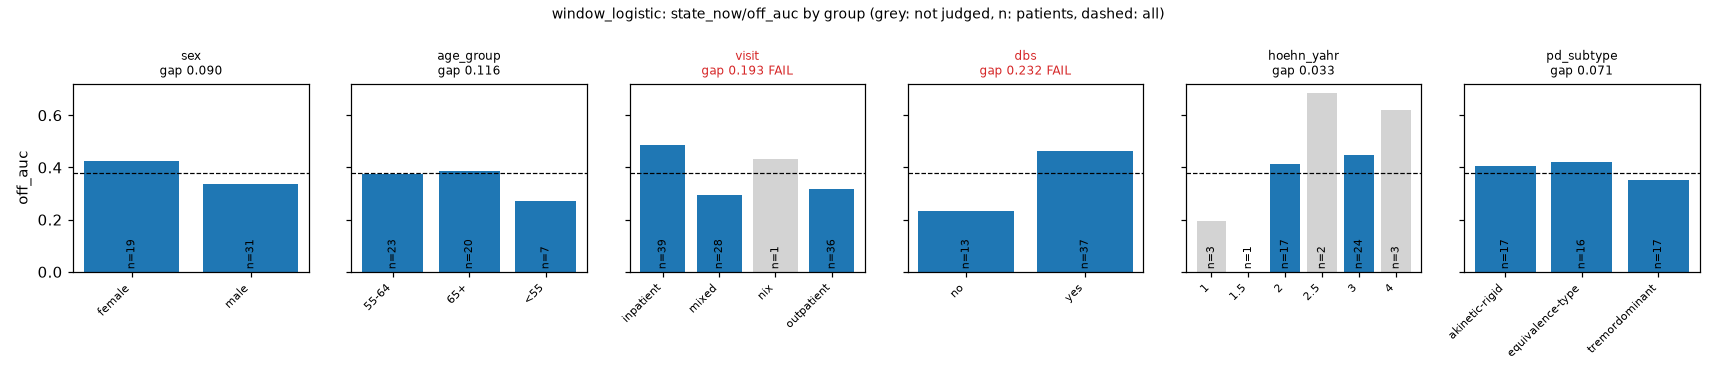 window_logistic: state_now/off_auc by group (grey: not judged, n: patients, dashed: all)
sex
gap 0.090
age_group
gap 0.116
visit
gap 0.193 FAIL
dbs
gap 0.232 FAIL
hoehn_yahr
gap 0.033
pd_subtype
gap 0.071
off_auc
0.6
0.4
0.2
0.0
n=19
n=31
n=23
n=20
n=7
n=39
n=28
n=1
n=36
n=13
n=37
n=3
n=1
n=17
n=2
n=24
n=3
n=17
n=16
n=17
female
male
55-64
65+
<55
inpatient
mixed
nix
outpatient
no
yes
1
1.5
2
2.5
3
4
akinetic-rigid
equivalence-type
tremordominant